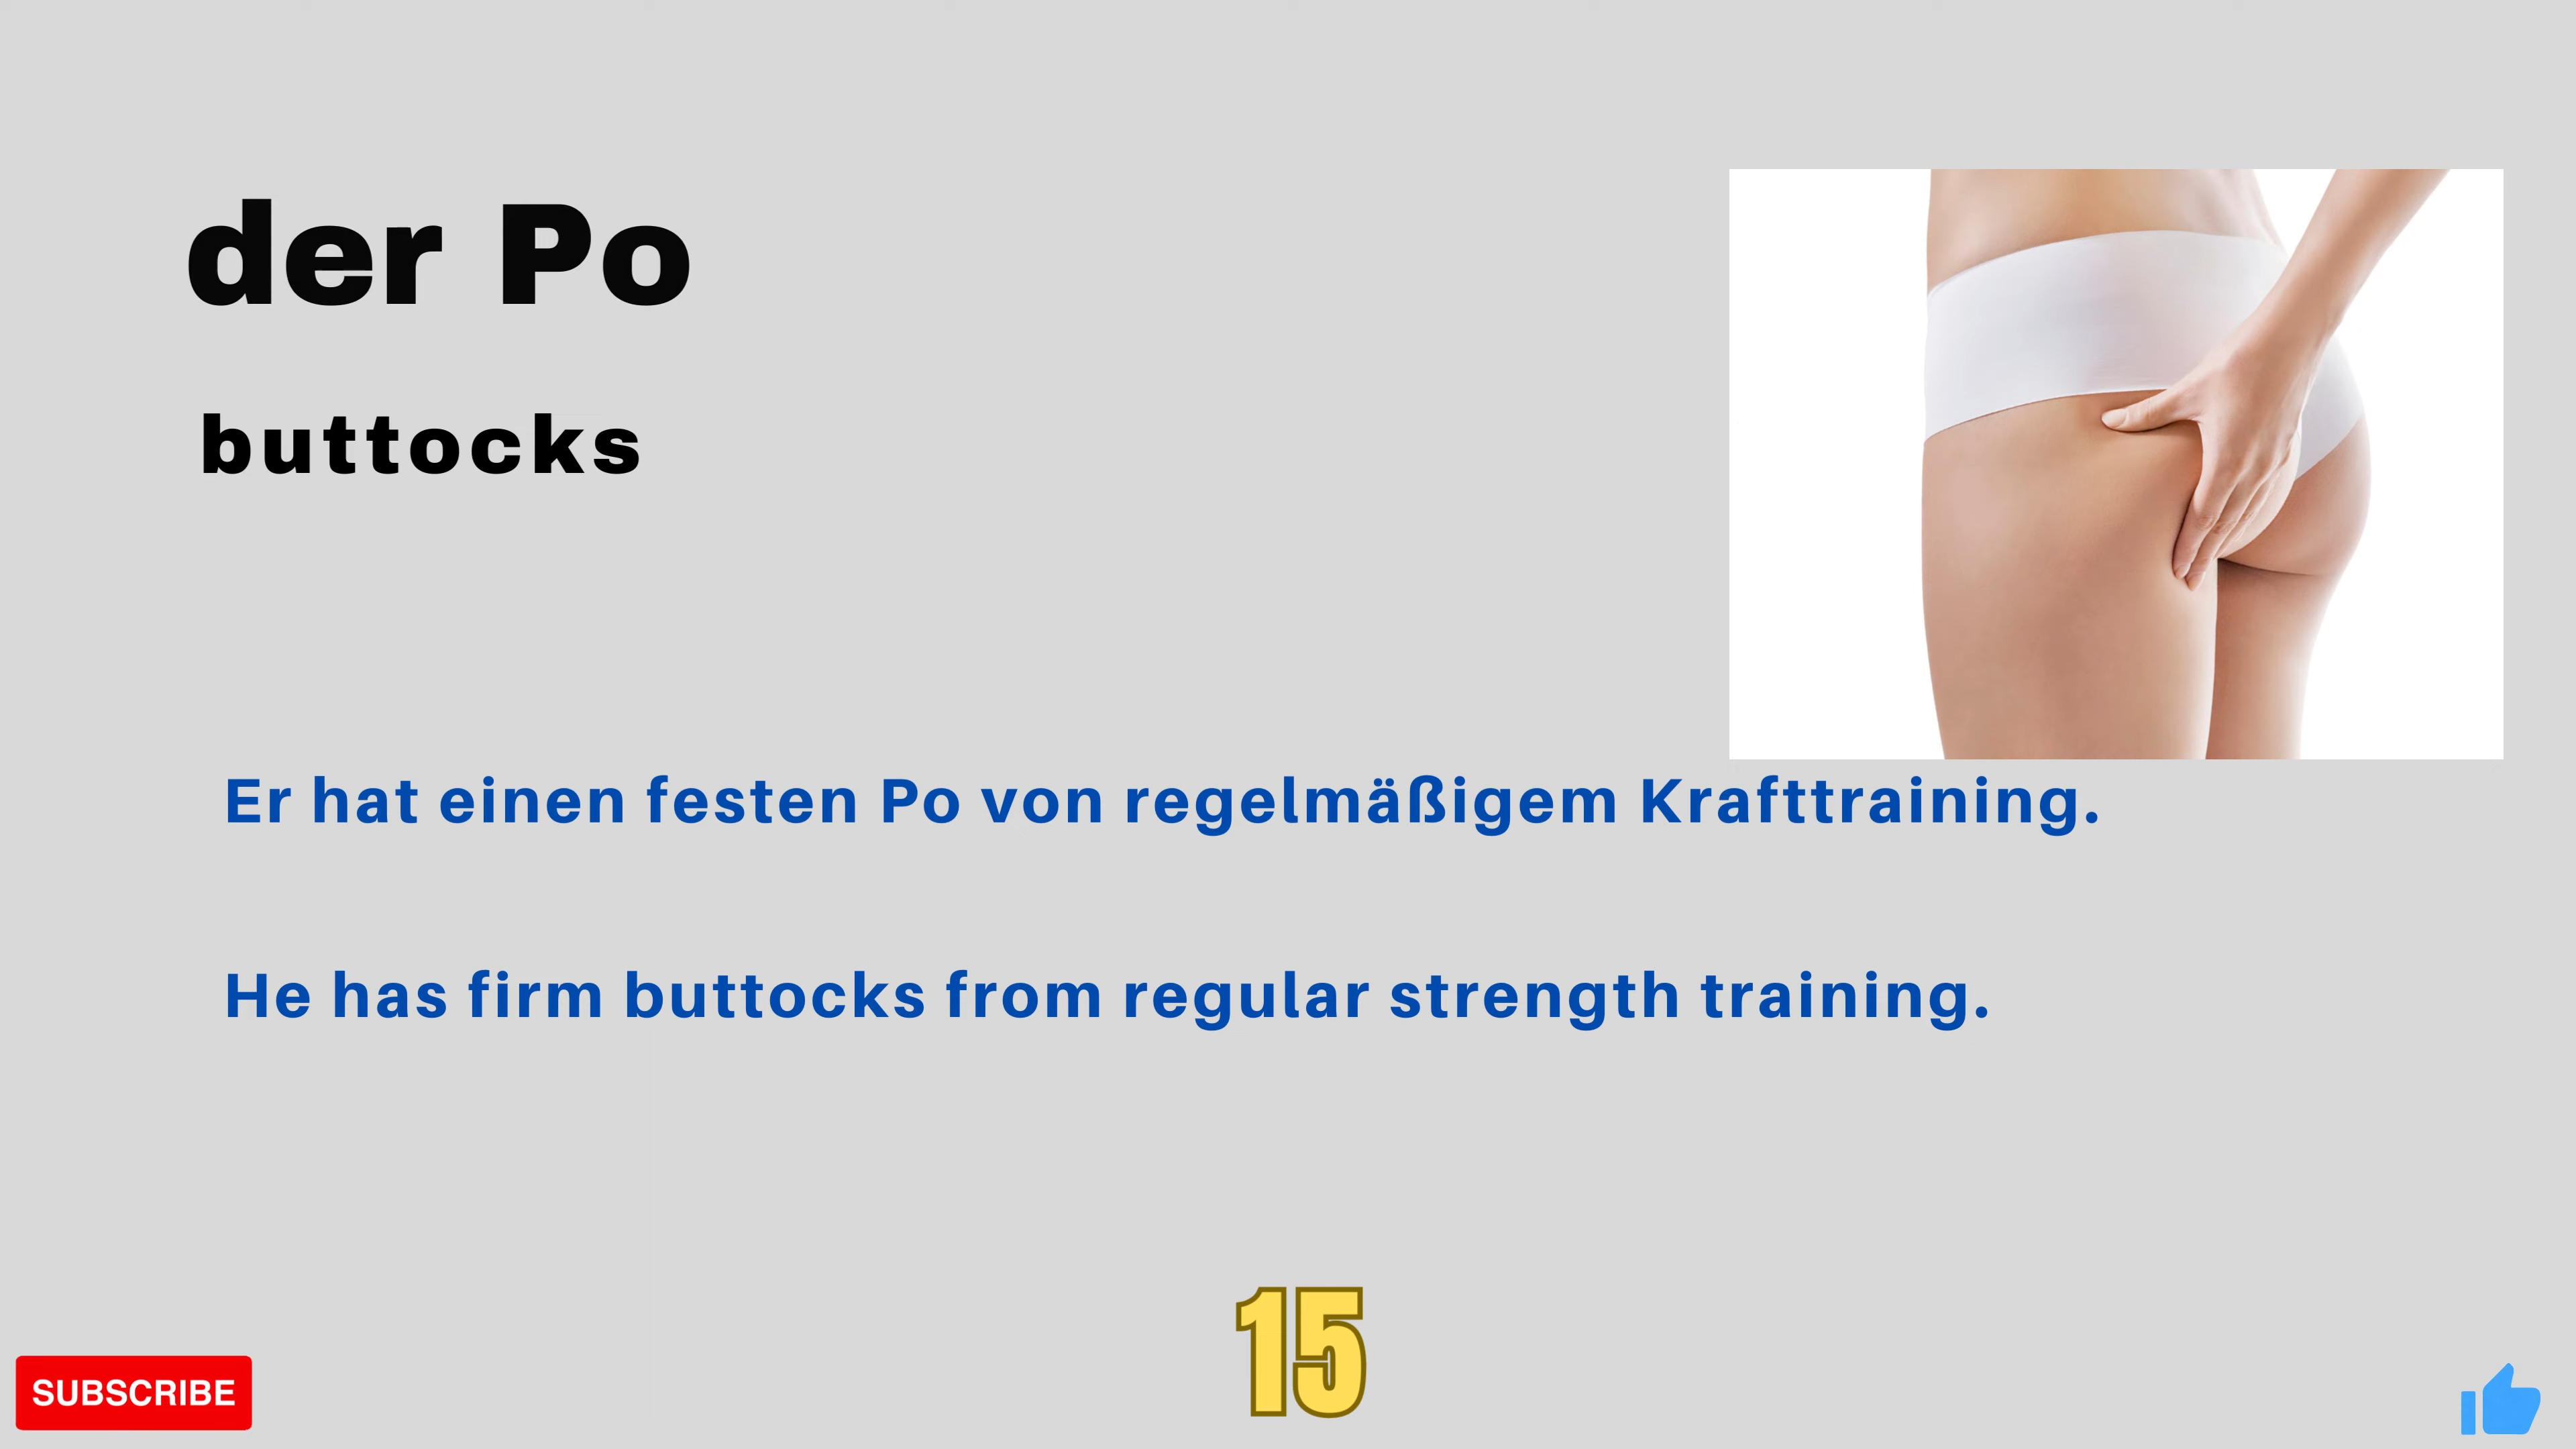 der Po
buttocks
Er hat einen festen Po von regelmäßigem Krafttraining.
He has firm buttocks from regular strength training.
15
SUBSCRIBE